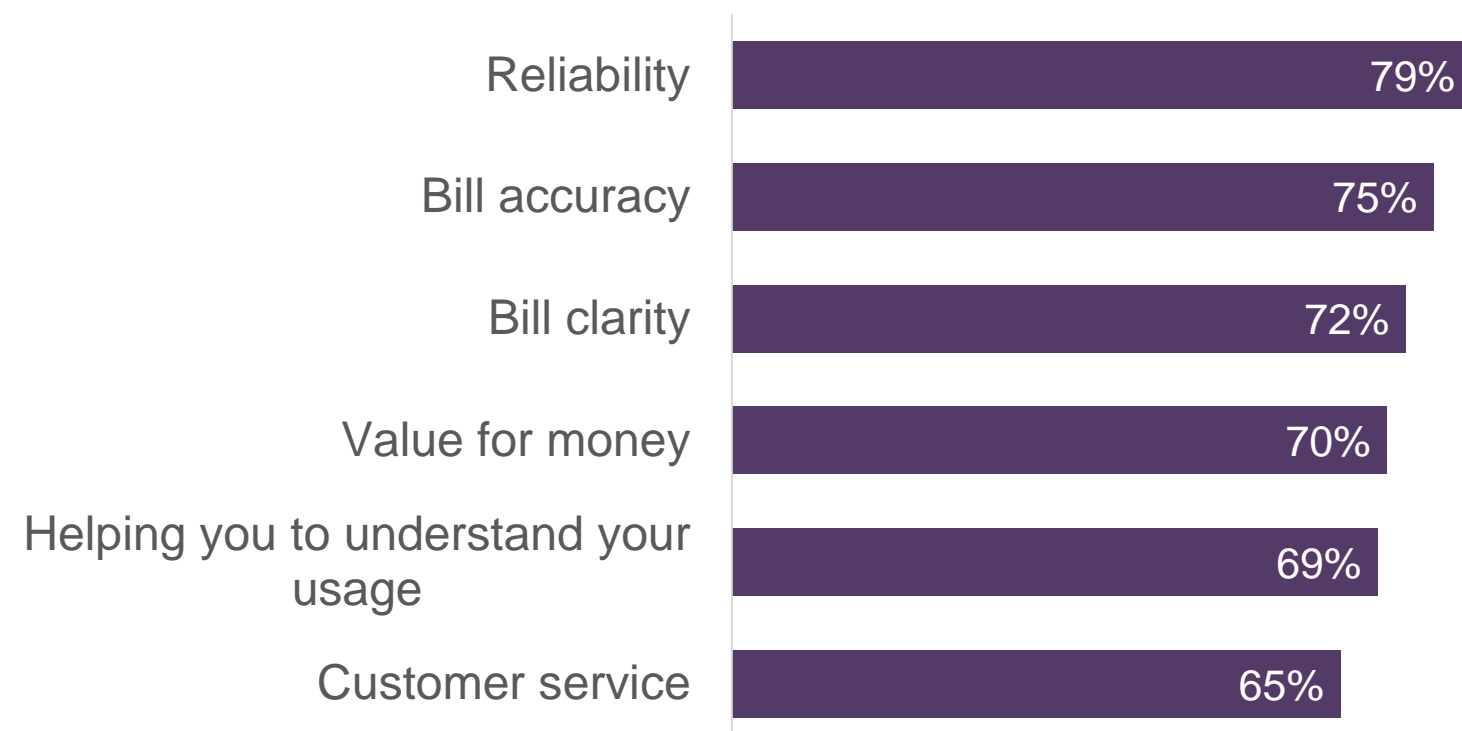 Reliability 79%
Bill accuracy 75%
Bill clarity 72%
Value for money 70%
Helping you to understand your
usage 69%
Customer service 65%